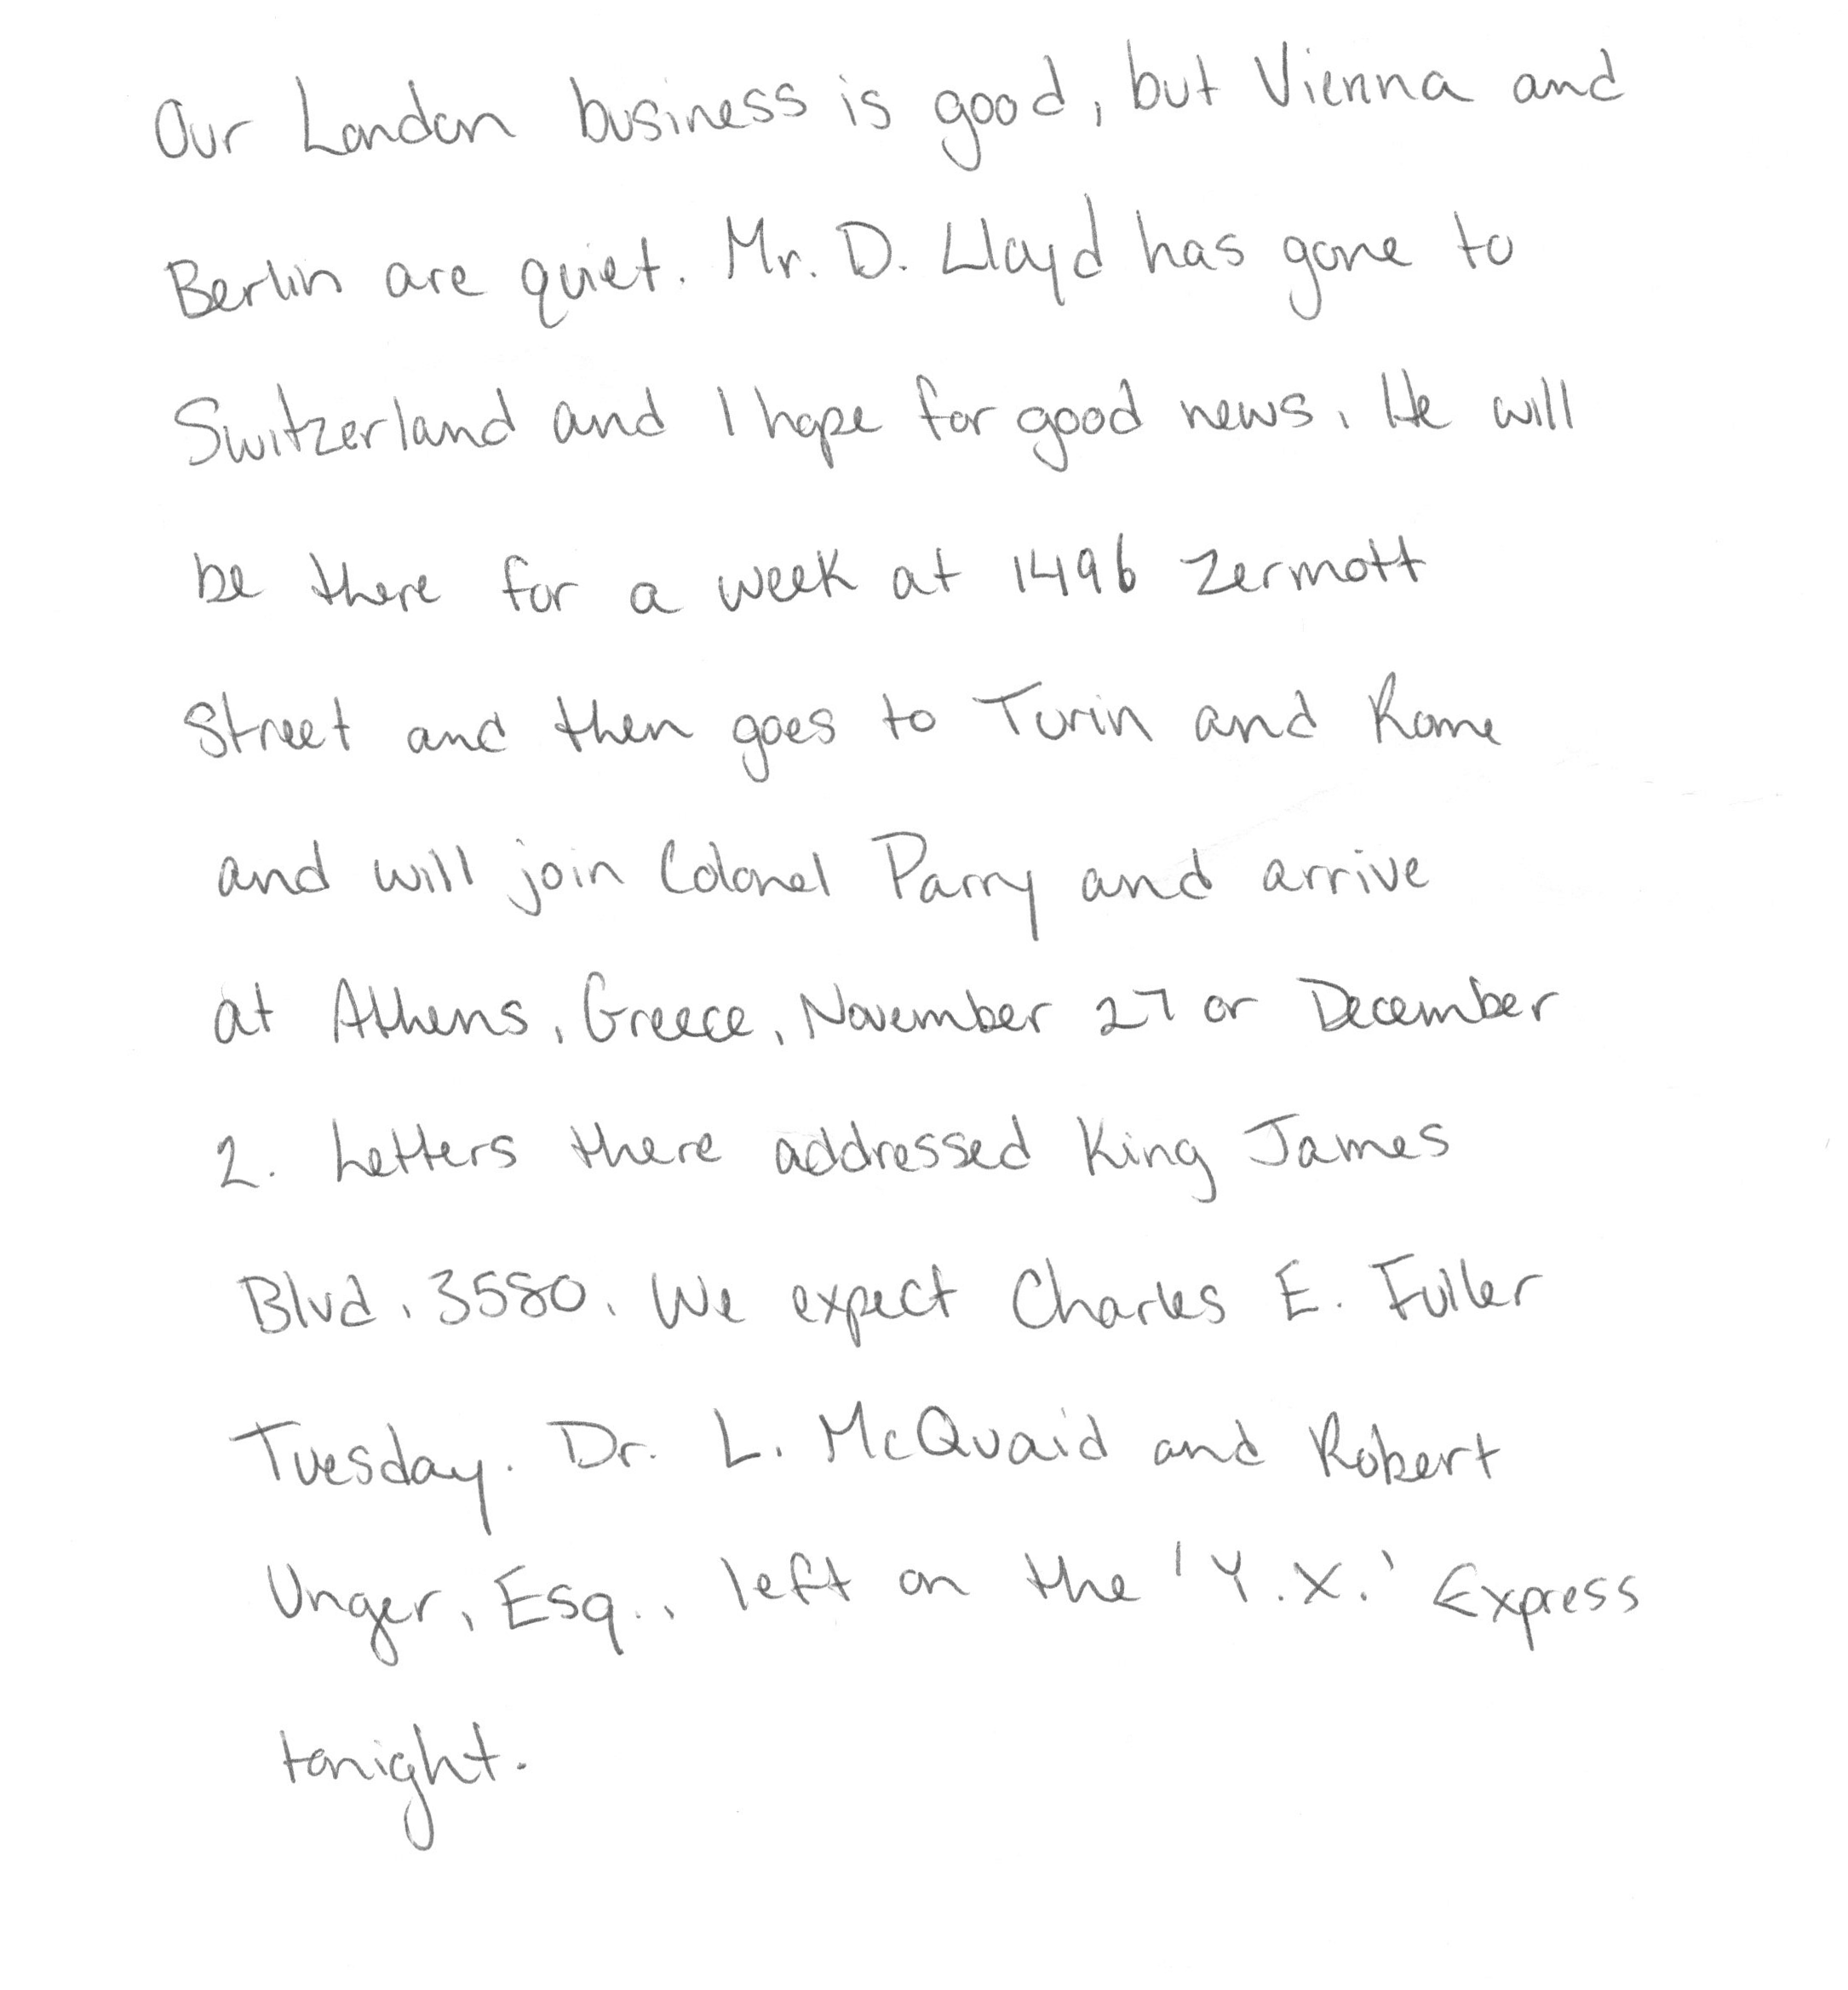 Our London business is good, but Vienna and
Berlin are quiet. Mr. D. Lloyd has gone to
Switzerland and I hope for good news. He will
be there for a week at 1496 Zermott
Street and then goes to Turin and Rome
and will join Colonel Parry and arrive
at Athens, Greece, November 27 or December
2. Letters there addressed King James
Blvd. 3580. We expect Charles E. Fuller
Tuesday. Dr. L. McQuaid and Robert
Unger, Esq., left on the 'Y.X.' Express
tonight.